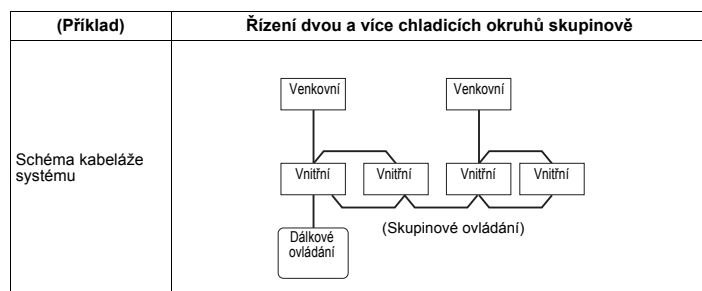 (Příklad)
Řízení dvou a více chladicích okruhů skupinově
Schéma kabeláže
systému
Venkovní
Venkovní
Vnitřní
Vnitřní
Vnitřní
Vnitřní
Dálkové
ovládání
(Skupinové ovládání)